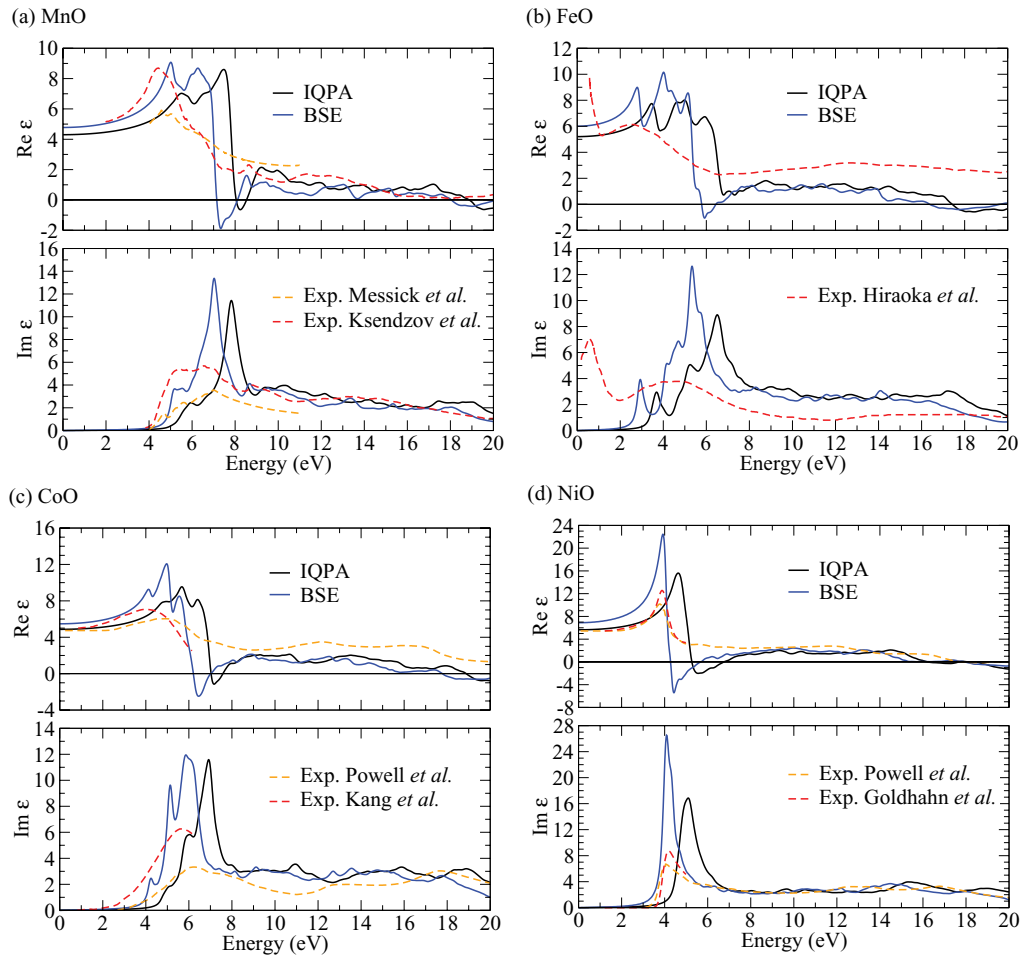 (a) MnO
10
8
6
4
2
0
-2
Re ε
IQPA
BSE
16
14
12
10
8
6
4
2
0
Im ε
Exp. Messick et al.
Exp. Ksendzov et al.
0 2 4 6 8 10 12 14 16 18 20
Energy (eV)
(b) FeO
12
10
8
6
4
2
0
-2
Re ε
IQPA
BSE
14
12
10
8
6
4
2
0
Im ε
Exp. Hiraoka et al.
0 2 4 6 8 10 12 14 16 18 20
Energy (eV)
(c) CoO
16
12
8
4
0
-4
Re ε
IQPA
BSE
14
12
10
8
6
4
2
0
Im ε
Exp. Powell et al.
Exp. Kang et al.
0 2 4 6 8 10 12 14 16 18 20
Energy (eV)
(d) NiO
24
20
16
12
8
4
0
-4
-8
Re ε
IQPA
BSE
28
24
20
16
12
8
4
0
Im ε
Exp. Powell et al.
Exp. Goldhahn et al.
0 2 4 6 8 10 12 14 16 18 20
Energy (eV)